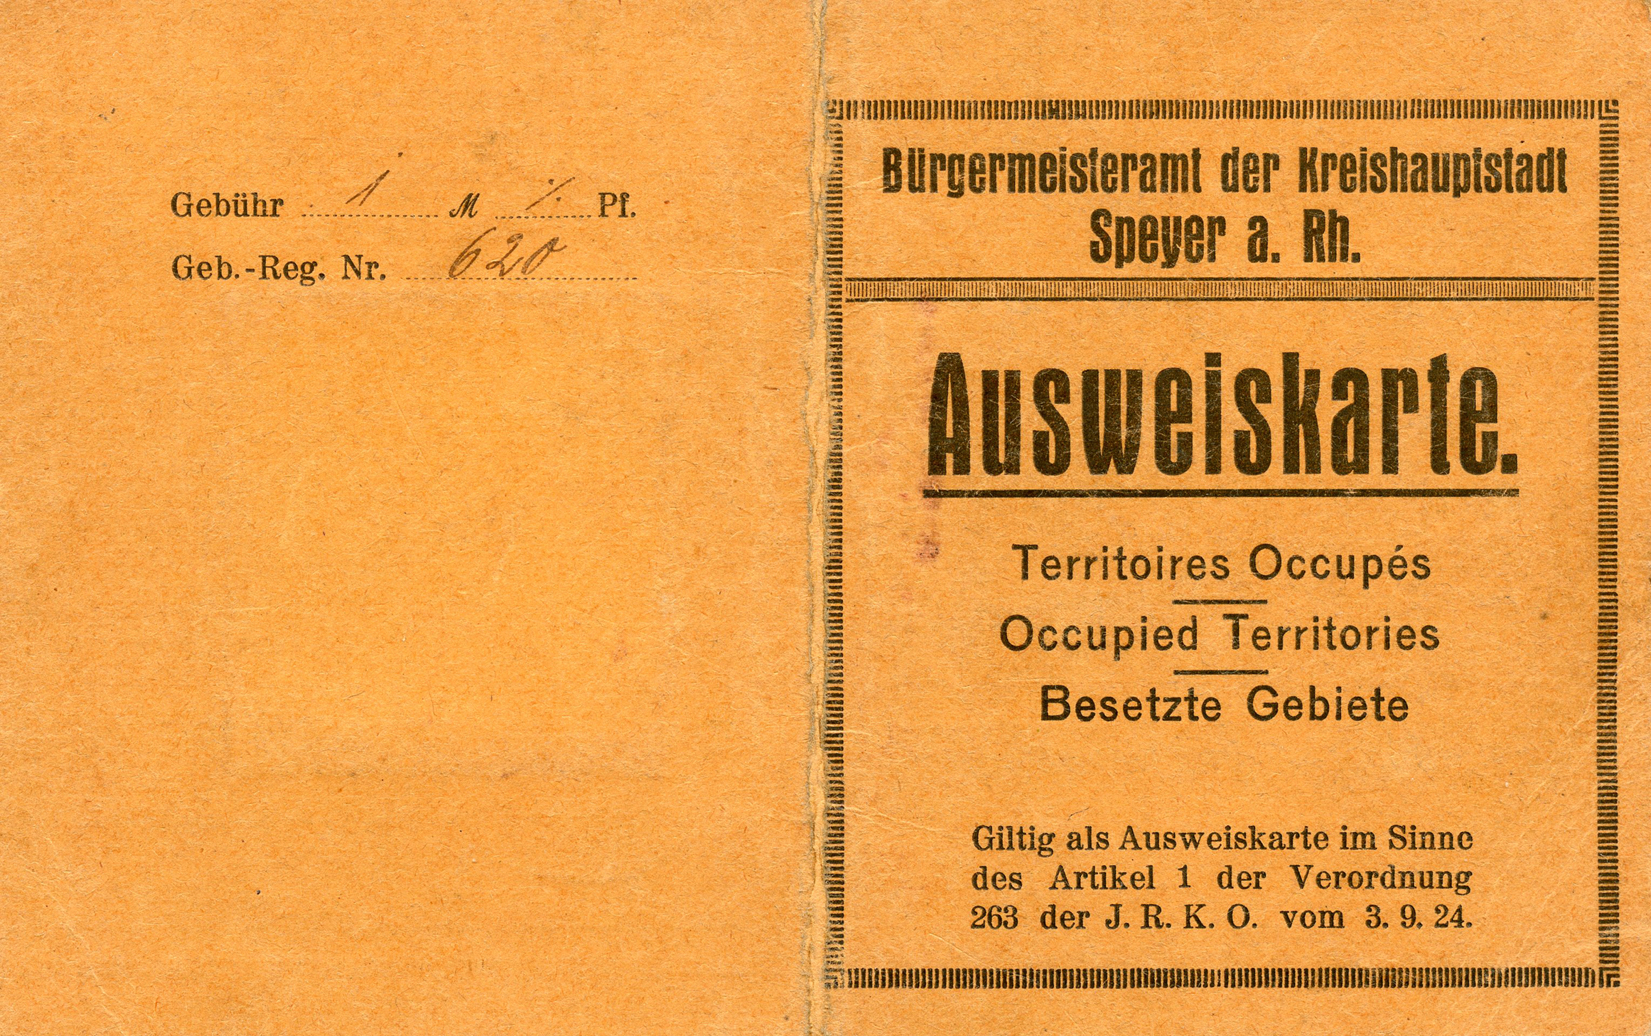 Gebühr 1 M ./. Pf.
Geb.-Reg. Nr. 620
Bürgermeisteramt der Kreishauptstadt
Speyer a. Rh.
Ausweiskarte.
Territoires Occupés
Occupied Territories
Besetzte Gebiete
Giltig als Ausweiskarte im Sinne
des Artikel 1 der Verordnung
263 der J. R. K. O. vom 3. 9. 24.